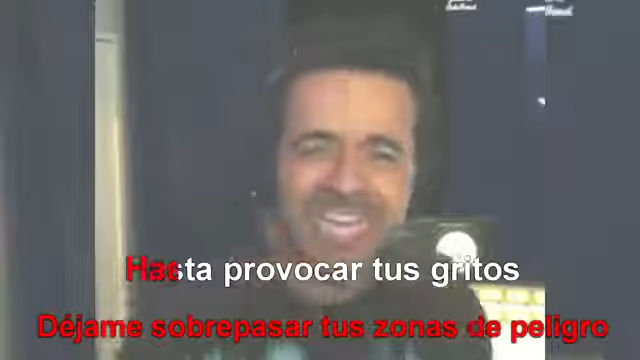 Hasta provocar tus gritos
Déjame sobrepasar tus zonas de peligro